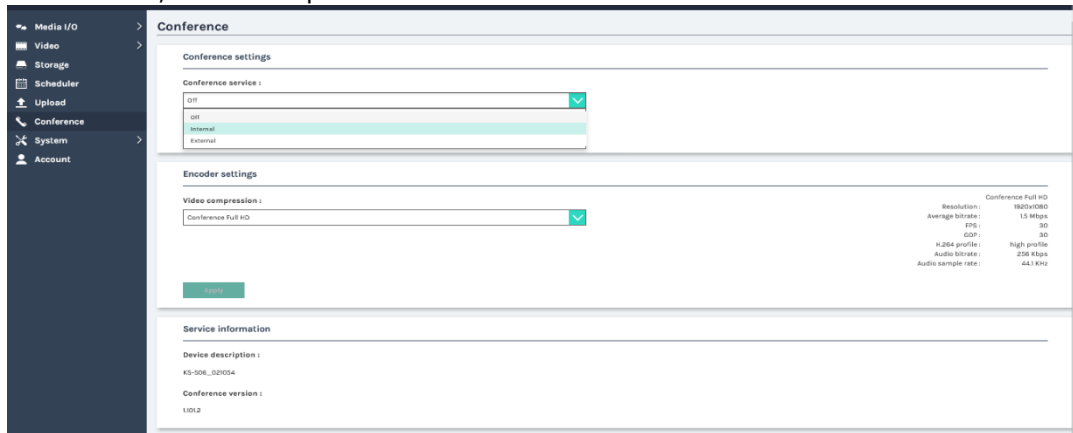 Media I/O
Video
Storage
Scheduler
Upload
Conference
System
Account
Conference
Conference settings
Conference service :
Off
Off
Internal
External
Encoder settings
Video compression :
Conference Full HD
Conference Full HD
Resolution : 1920x1080
Average bitrate : 1.5 Mbps
FPS : 30
GOP : 30
H.264 profile : high profile
Audio bitrate : 256 Kbps
Audio sample rate : 44.1 KHz
Apply
Service information
Device description :
KS-506_021054
Conference version :
1.101.2